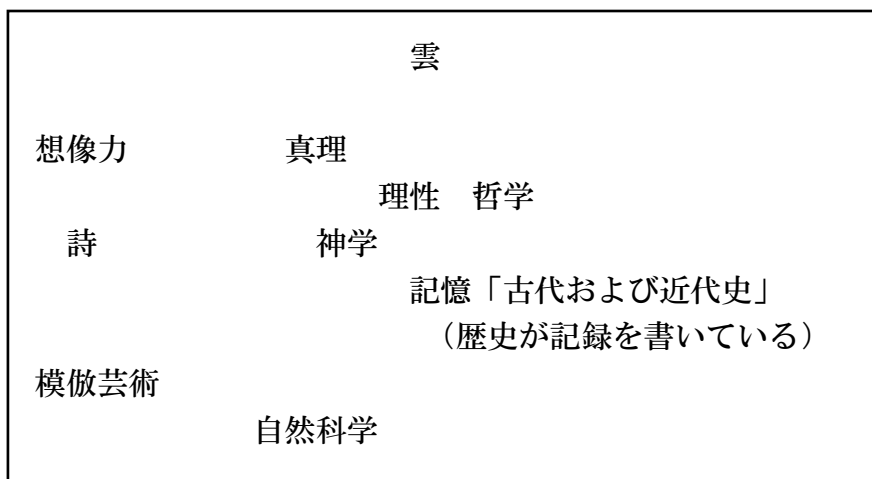 雲
想像力 真理
理性 哲学
詩 神学
記憶「古代および近代史」
（歴史が記録を書いている）
模倣芸術
自然科学